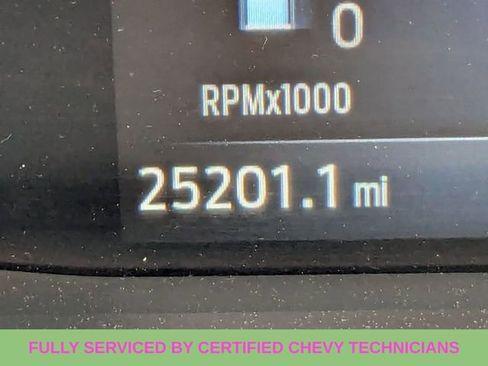 0
RPMx1000
25201.1 mi
FULLY SERVICED BY CERTIFIED CHEVY TECHNICIANS